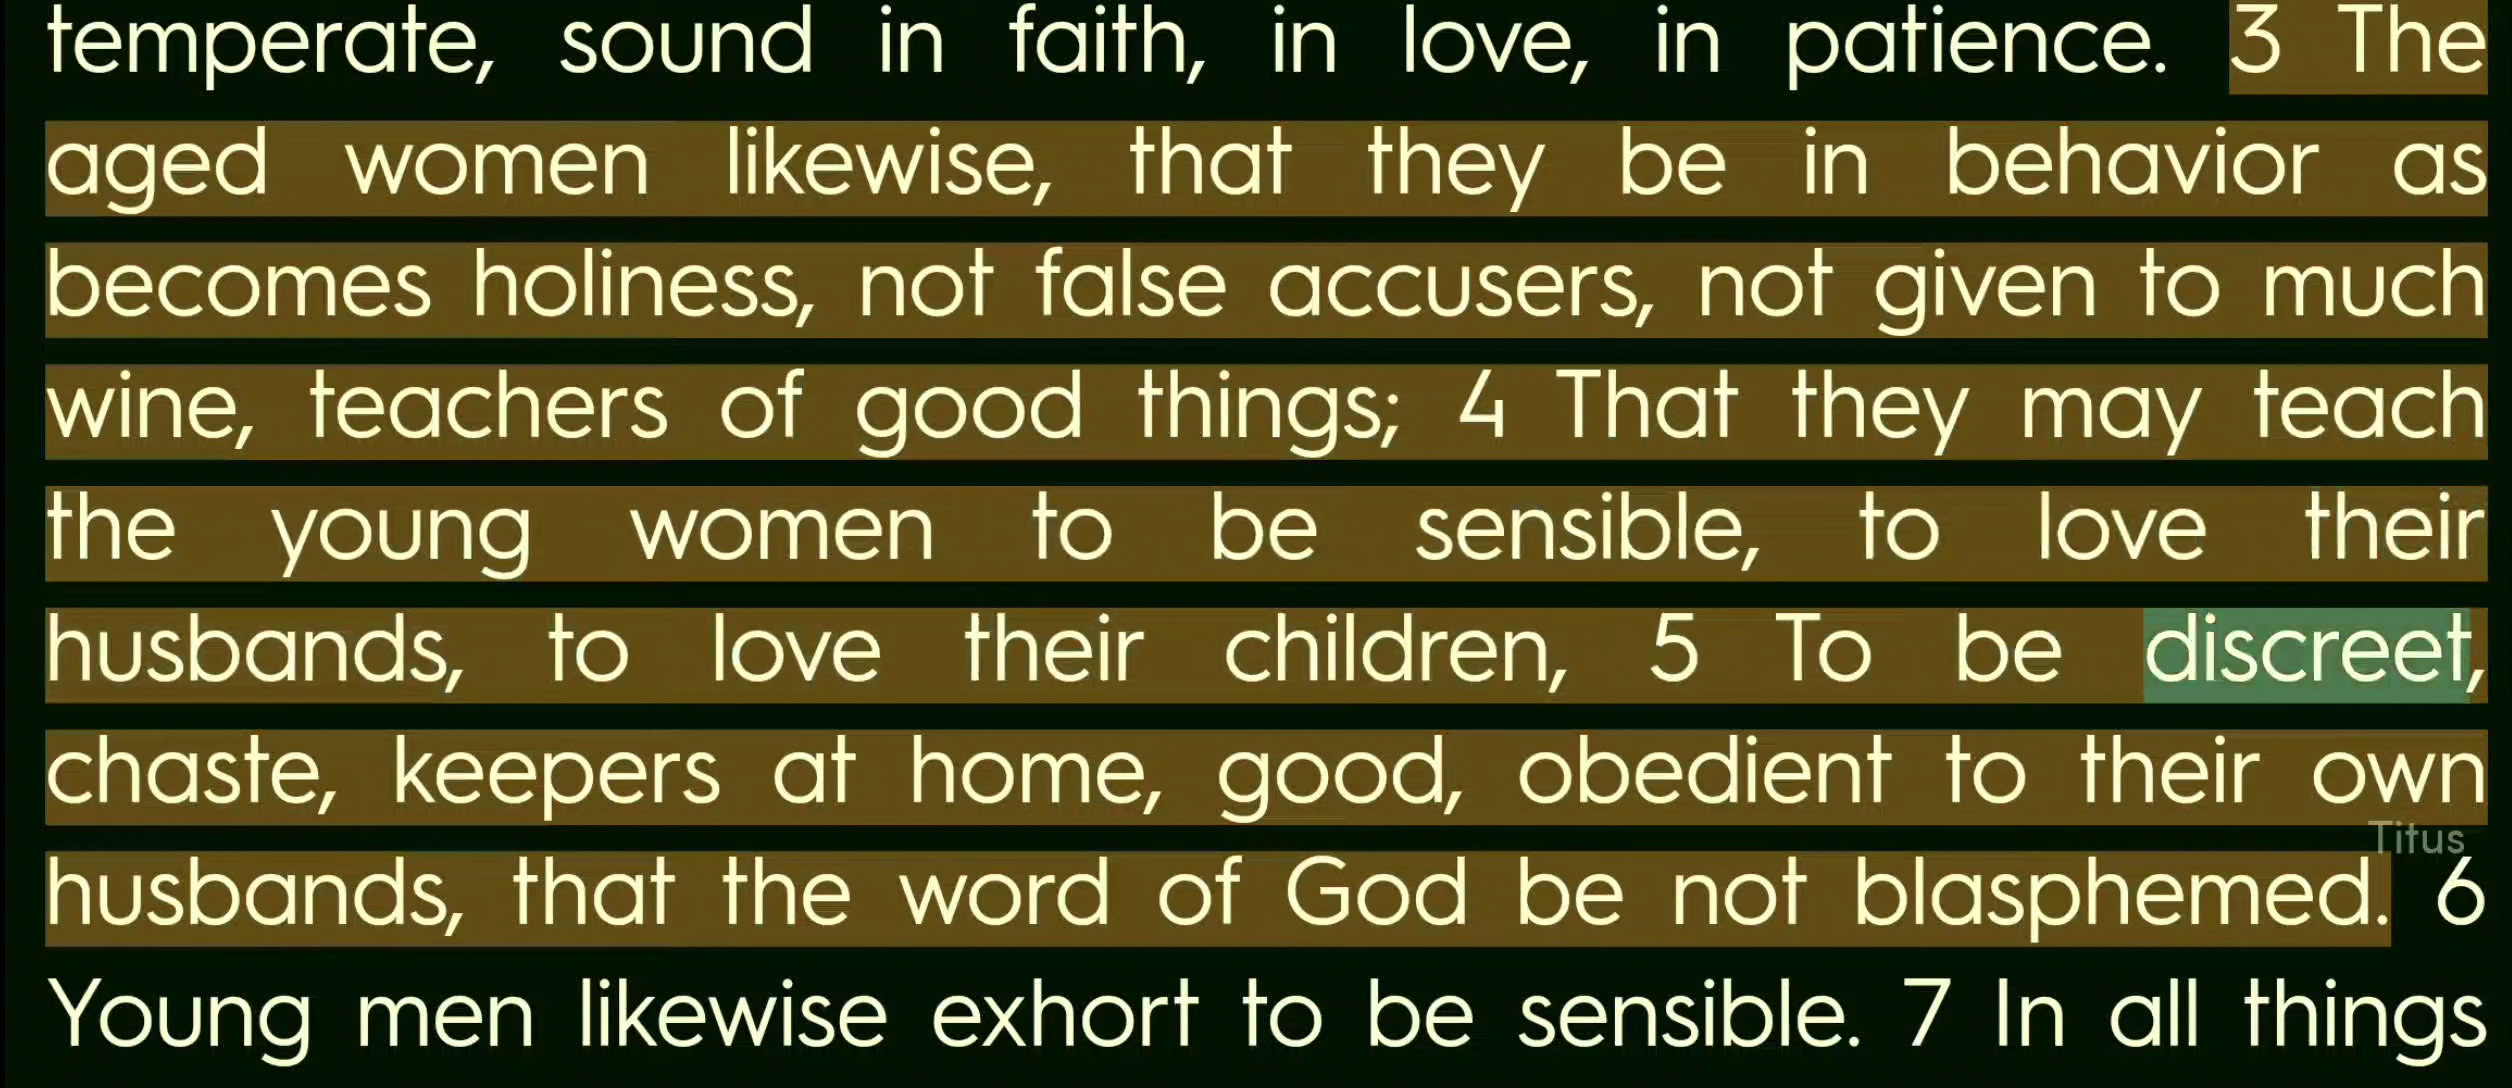 temperate, sound in faith, in love, in patience. 3 The
aged women likewise, that they be in behavior as
becomes holiness, not false accusers, not given to much
wine, teachers of good things; 4 That they may teach
the young women to be sensible, to love their
husbands, to love their children, 5 To be discreet,
chaste, keepers at home, good, obedient to their own
Titus
husbands, that the word of God be not blasphemed. 6
Young men likewise exhort to be sensible. 7 In all things